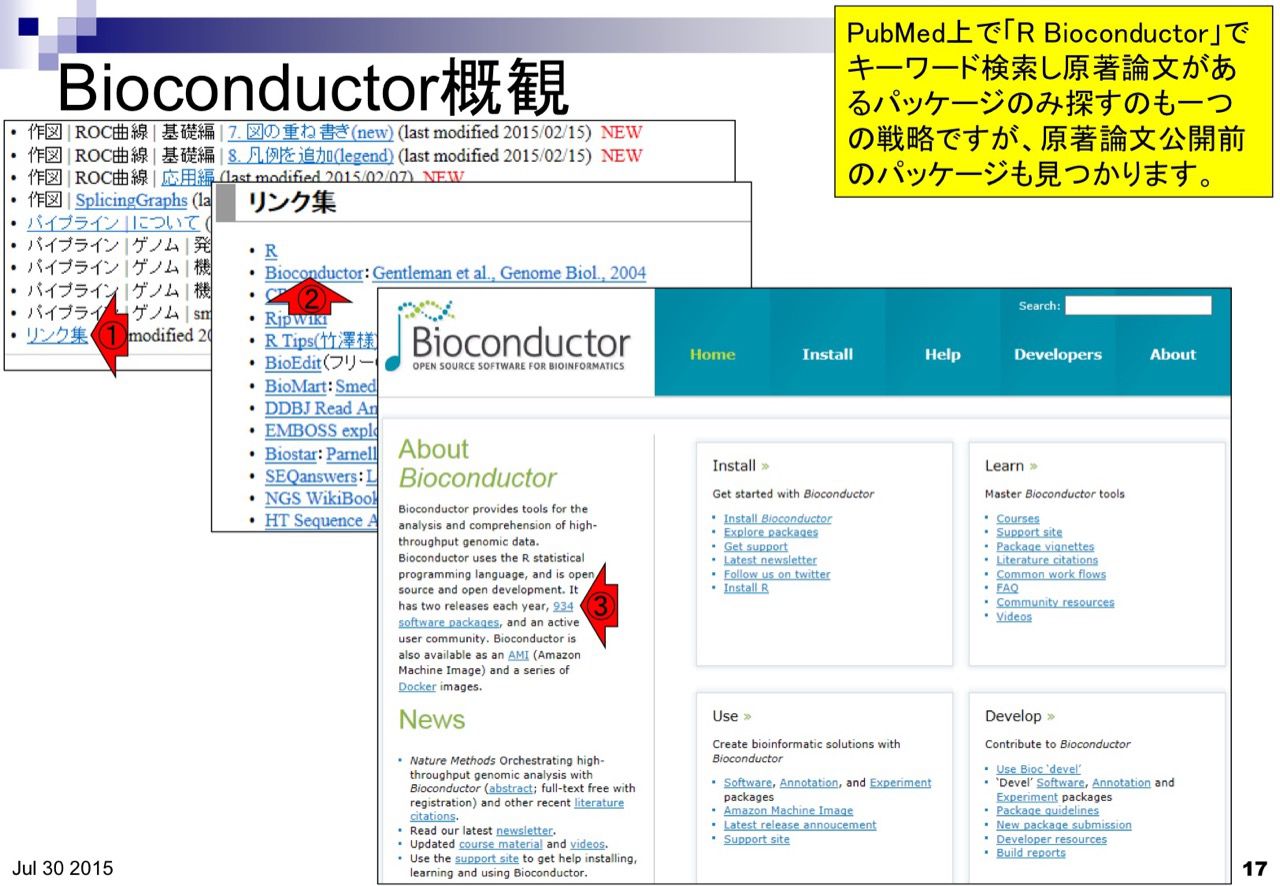 Bioconductor概観
PubMed上で「R Bioconductor」で
キーワード検索し原著論文があ
るパッケージのみ探すのも一つ
の戦略ですが、原著論文公開前
のパッケージも見つかります。
• 作図 | ROC曲線 | 基礎編 | 7. 図の重ね書き(new) (last modified 2015/02/15) NEW
• 作図 | ROC曲線 | 基礎編 | 8. 凡例を追加(legend) (last modified 2015/02/15) NEW
• 作図 | ROC曲線 | 応用編 (last modified 2015/02/07) NEW
• 作図 | SplicingGraphs (la
• パイプライン | について (
• パイプライン | ゲノム | 発
• パイプライン | ゲノム | 機
• パイプライン | ゲノム | 機
• パイプライン | ゲノム | sm
• リンク集 ① modified 20
リンク集
• R
• Bioconductor: Gentleman et al., Genome Biol., 2004
②
• RjpWiki
• R Tips(竹澤様)
• BioEdit(フリー
• BioMart: Smed
• DDBJ Read An
• EMBOSS explo
• Biostar: Parnell
• SEQanswers: L
• NGS WikiBook
• HT Sequence A
Bioconductor
OPEN SOURCE SOFTWARE FOR BIOINFORMATICS
Search:
Home Install Help Developers About
About
Bioconductor
Bioconductor provides tools for the
analysis and comprehension of high-
throughput genomic data.
Bioconductor uses the R statistical
programming language, and is open
source and open development. It
has two releases each year, 934
software packages, and an active
user community. Bioconductor is
also available as an AMI (Amazon
Machine Image) and a series of
Docker images.
③
News
• Nature Methods Orchestrating high-
throughput genomic analysis with
Bioconductor (abstract; full-text free with
registration) and other recent literature
citations.
• Read our latest newsletter.
• Updated course material and videos.
• Use the support site to get help installing,
learning and using Bioconductor.
Install »
Get started with Bioconductor
• Install Bioconductor
• Explore packages
• Get support
• Latest newsletter
• Follow us on twitter
• Install R
Learn »
Master Bioconductor tools
• Courses
• Support site
• Package vignettes
• Literature citations
• Common work flows
• FAQ
• Community resources
• Videos
Use »
Create bioinformatic solutions with
Bioconductor
• Software, Annotation, and Experiment
packages
• Amazon Machine Image
• Latest release annoucement
• Support site
Develop »
Contribute to Bioconductor
• Use Bioc 'devel'
• 'Devel' Software, Annotation and
Experiment packages
• Package guidelines
• New package submission
• Developer resources
• Build reports
Jul 30 2015
17